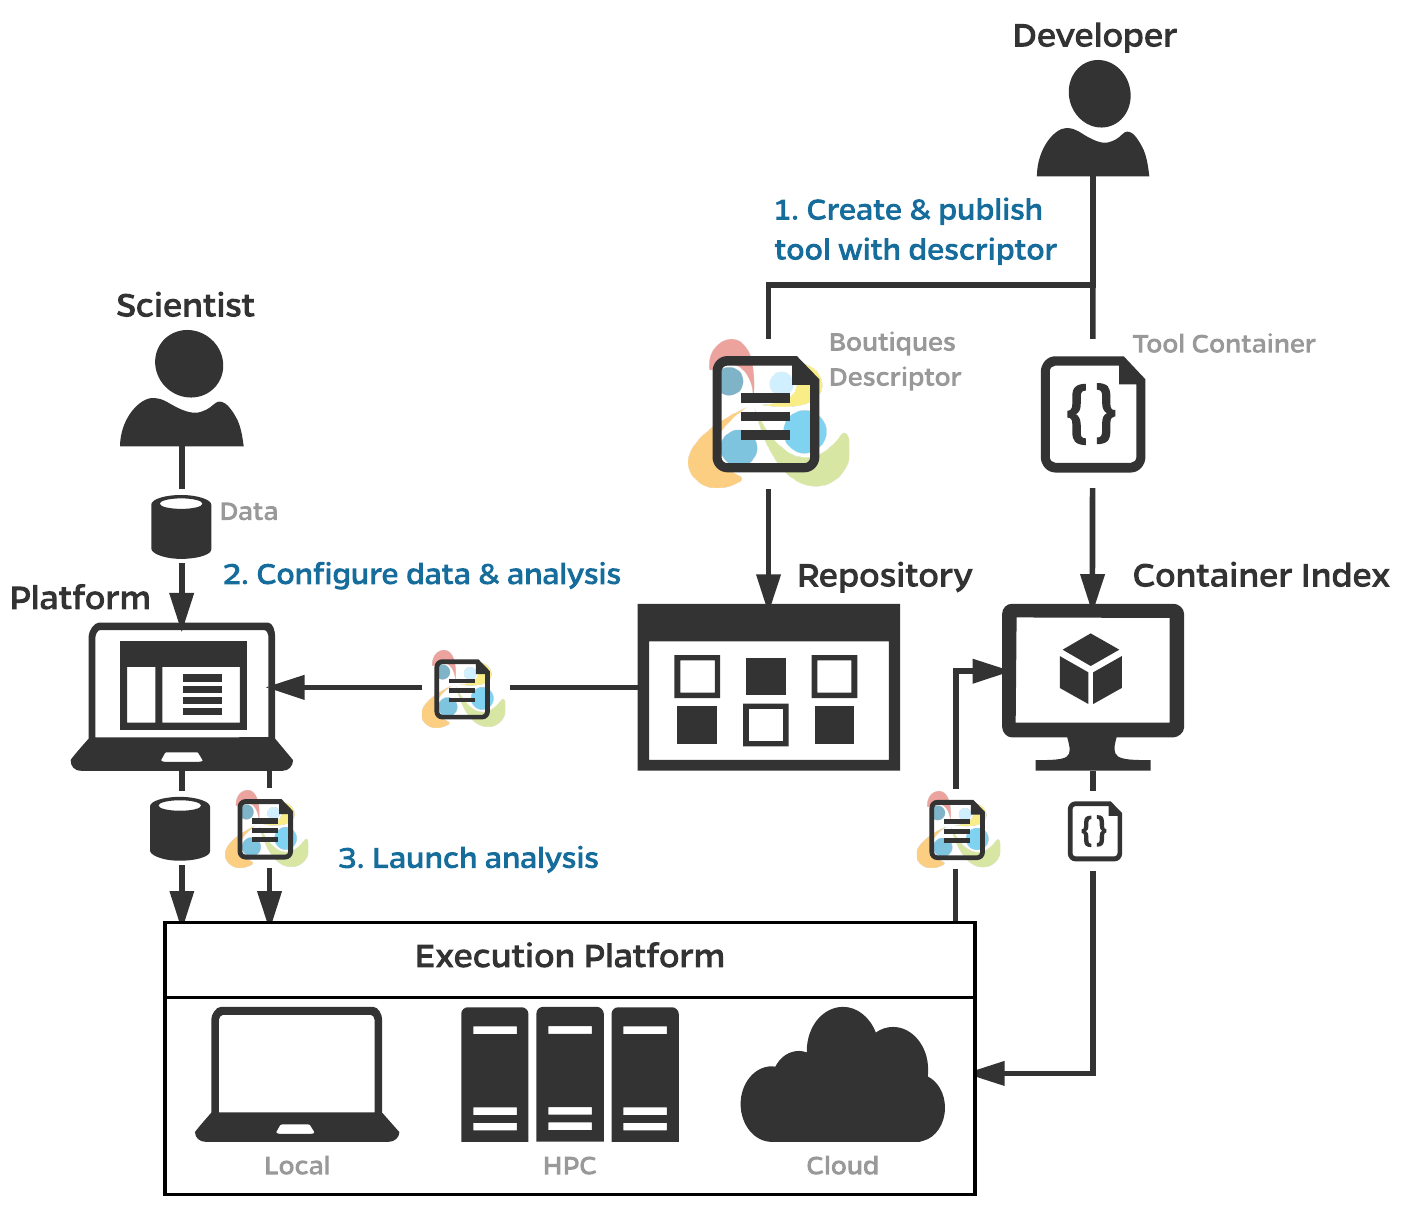 Developer
1. Create & publish
tool with descriptor
Scientist
Boutiques
Descriptor
Tool Container
{}
Data
2. Configure data & analysis
Platform
Repository
Container Index
{}
3. Launch analysis
Execution Platform
Local
HPC
Cloud